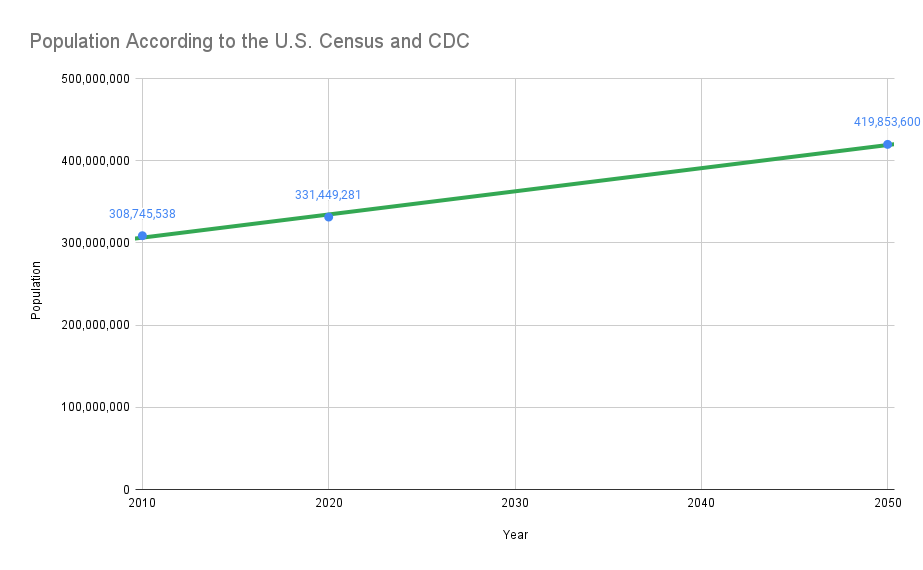 Population According to the U.S. Census and CDC
500,000,000
419,853,600
400,000,000
331,449,281
308,745,538
300,000,000
Population
200,000,000
100,000,000
0
2010 2020 2030 2040 2050
Year